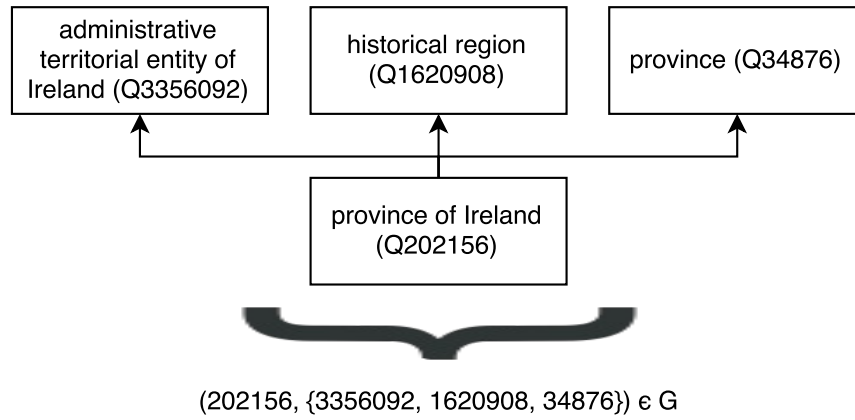 administrative
territorial entity of
Ireland (Q3356092)
historical region
(Q1620908)
province (Q34876)
province of Ireland
(Q202156)
(202156, {3356092, 1620908, 34876}) є G